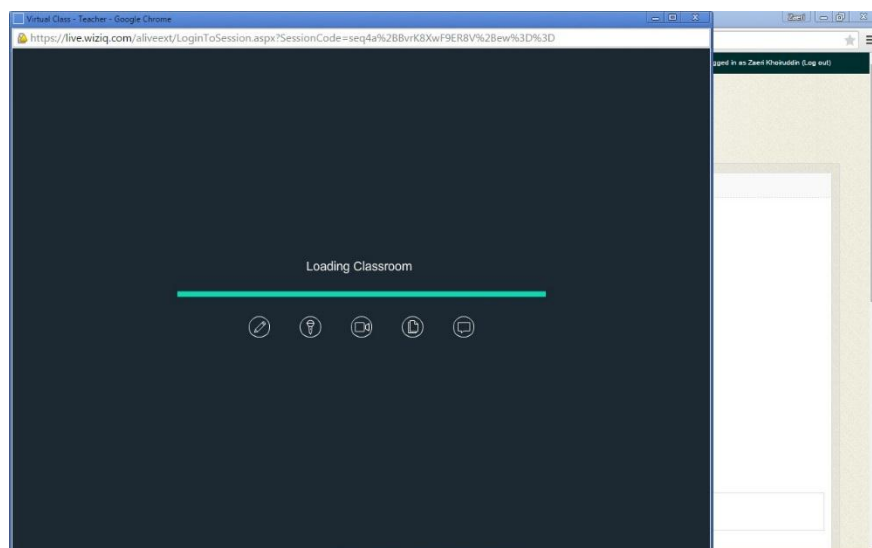 Virtual Class - Teacher - Google Chrome
https://live.wiziq.com/aliveext/LoginToSession.aspx?SessionCode=seq4a%2BBvrK8XwF9ER8V%2Bew%3D%3D
gged in as Zaeri Khoiruddin (Log out)
Loading Classroom